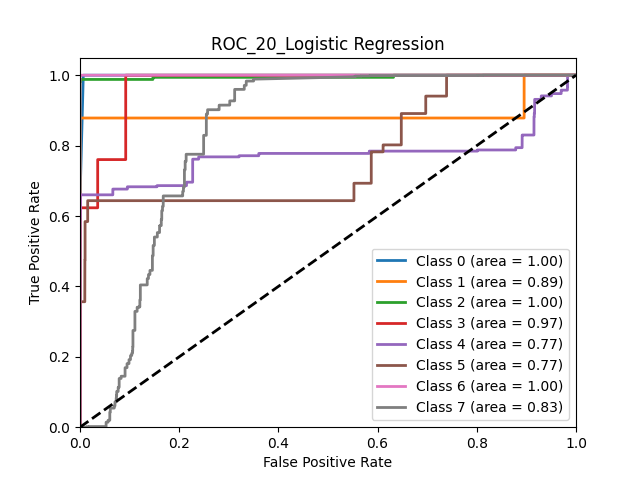 ROC_20_Logistic Regression
True Positive Rate
1.0
0.8
0.6
0.4
0.2
0.0
Class 0 (area = 1.00)
Class 1 (area = 0.89)
Class 2 (area = 1.00)
Class 3 (area = 0.97)
Class 4 (area = 0.77)
Class 5 (area = 0.77)
Class 6 (area = 1.00)
Class 7 (area = 0.83)
0.0 0.2 0.4 0.6 0.8 1.0
False Positive Rate